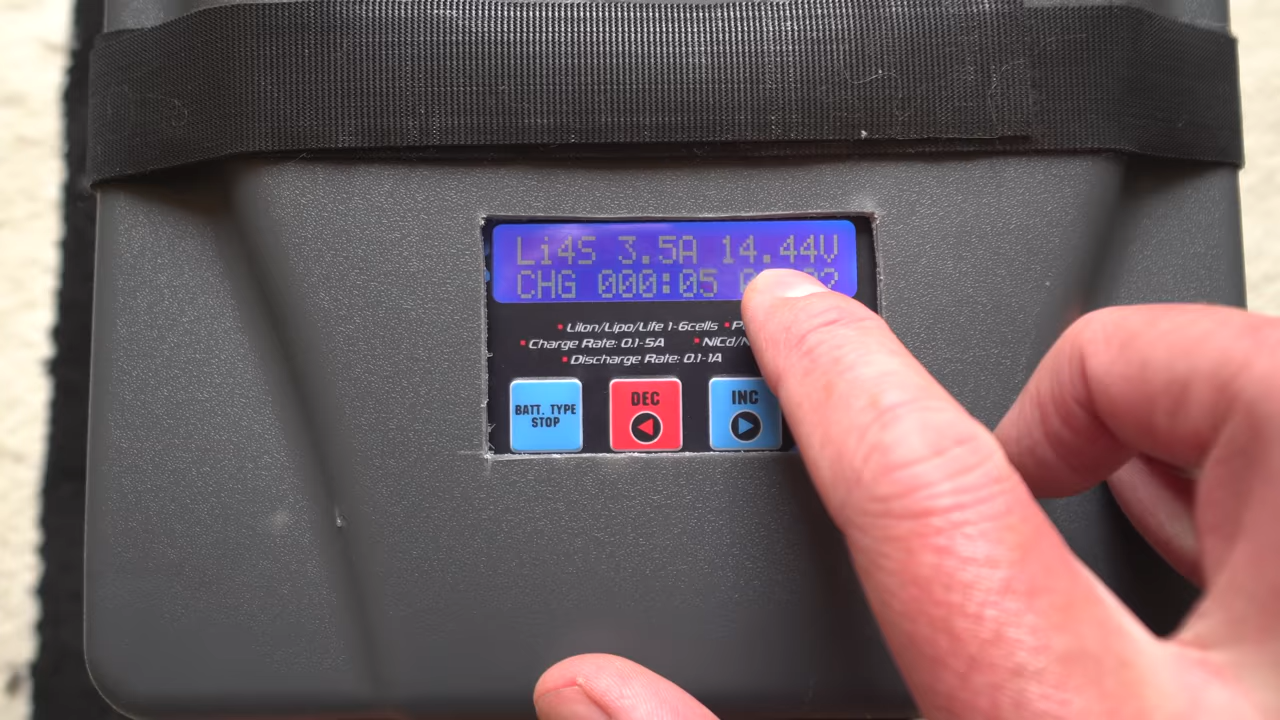 Li4S 3.5A 14.44V
CHG 000:05
LiIon/Lipo/Life 1-6cells
Charge Rate: 0.1-5A
Discharge Rate: 0.1-1A
BATT. TYPE
STOP
DEC
INC